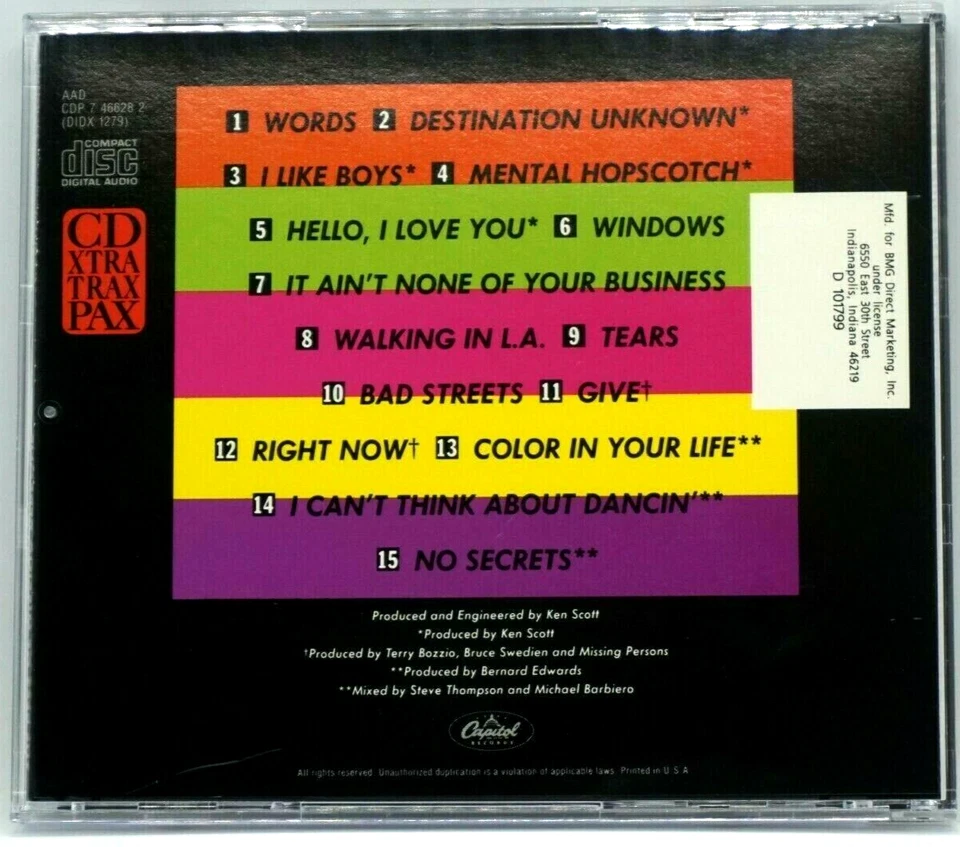 AAD
CDP 7 46628 2
(DIDX 1279)
COMPACT
disc
DIGITAL AUDIO
CD
XTRA
TRAX
PAX
1 WORDS 2 DESTINATION UNKNOWN*
3 I LIKE BOYS* 4 MENTAL HOPSCOTCH*
5 HELLO, I LOVE YOU* 6 WINDOWS
7 IT AIN'T NONE OF YOUR BUSINESS
8 WALKING IN L.A. 9 TEARS
10 BAD STREETS 11 GIVE†
12 RIGHT NOW† 13 COLOR IN YOUR LIFE**
14 I CAN'T THINK ABOUT DANCIN'**
15 NO SECRETS**
Mfd. for BMG Direct Marketing, Inc.
under license
6550 East 30th Street
Indianapolis, Indiana 46219
D 101799
Produced and Engineered by Ken Scott
*Produced by Ken Scott
†Produced by Terry Bozzio, Bruce Swedien and Missing Persons
**Produced by Bernard Edwards
**Mixed by Steve Thompson and Michael Barbiero
Capitol
RECORDS
All rights reserved. Unauthorized duplication is a violation of applicable laws. Printed in U.S.A.